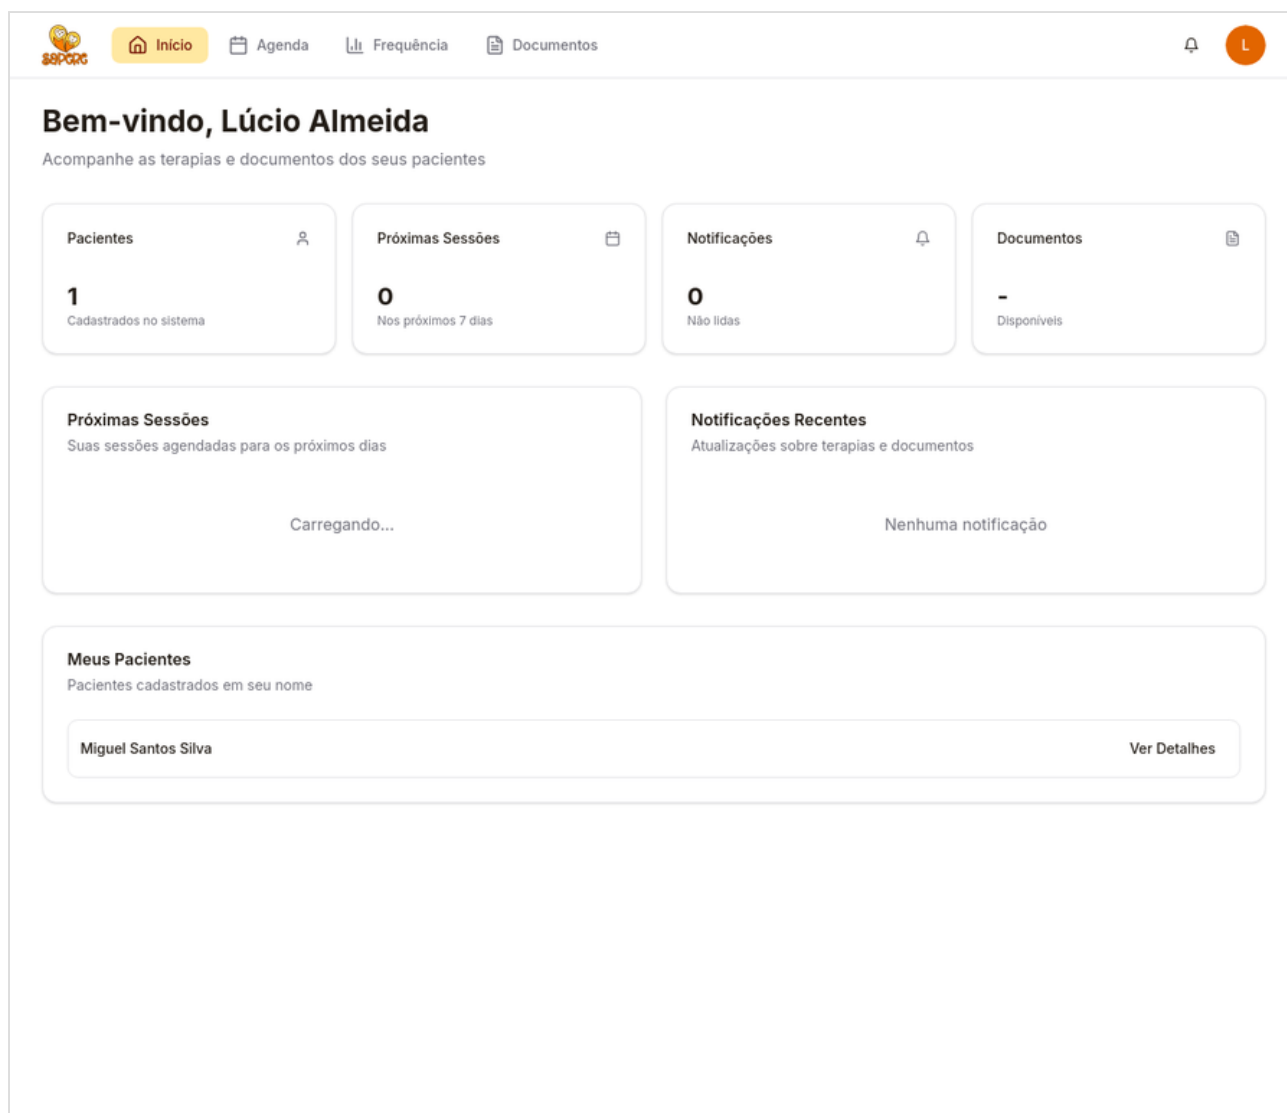 Início Agenda Frequência Documentos L
Bem-vindo, Lúcio Almeida
Acompanhe as terapias e documentos dos seus pacientes
Pacientes
1
Cadastrados no sistema
Próximas Sessões
0
Nos próximos 7 dias
Notificações
0
Não lidas
Documentos
-
Disponíveis
Próximas Sessões
Suas sessões agendadas para os próximos dias
Carregando...
Notificações Recentes
Atualizações sobre terapias e documentos
Nenhuma notificação
Meus Pacientes
Pacientes cadastrados em seu nome
Miguel Santos Silva Ver Detalhes